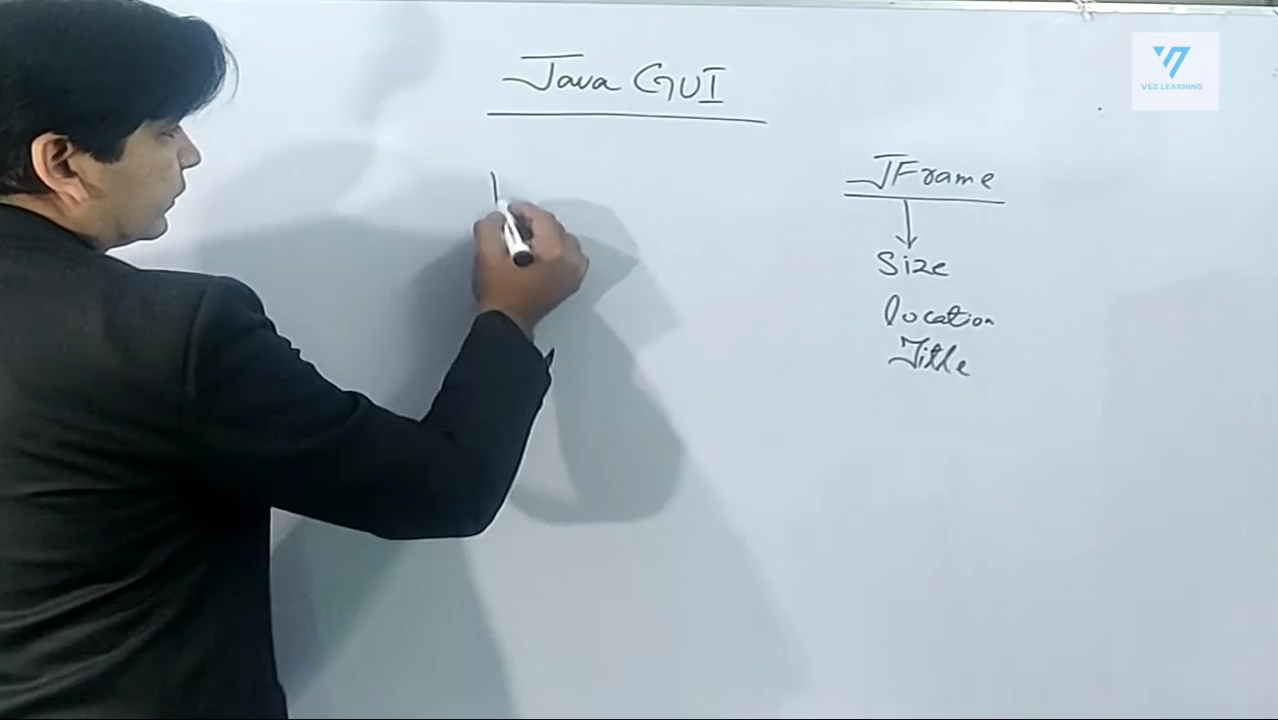 Java GUI
VEZ LEARNING
JFrame
Size
location
Title